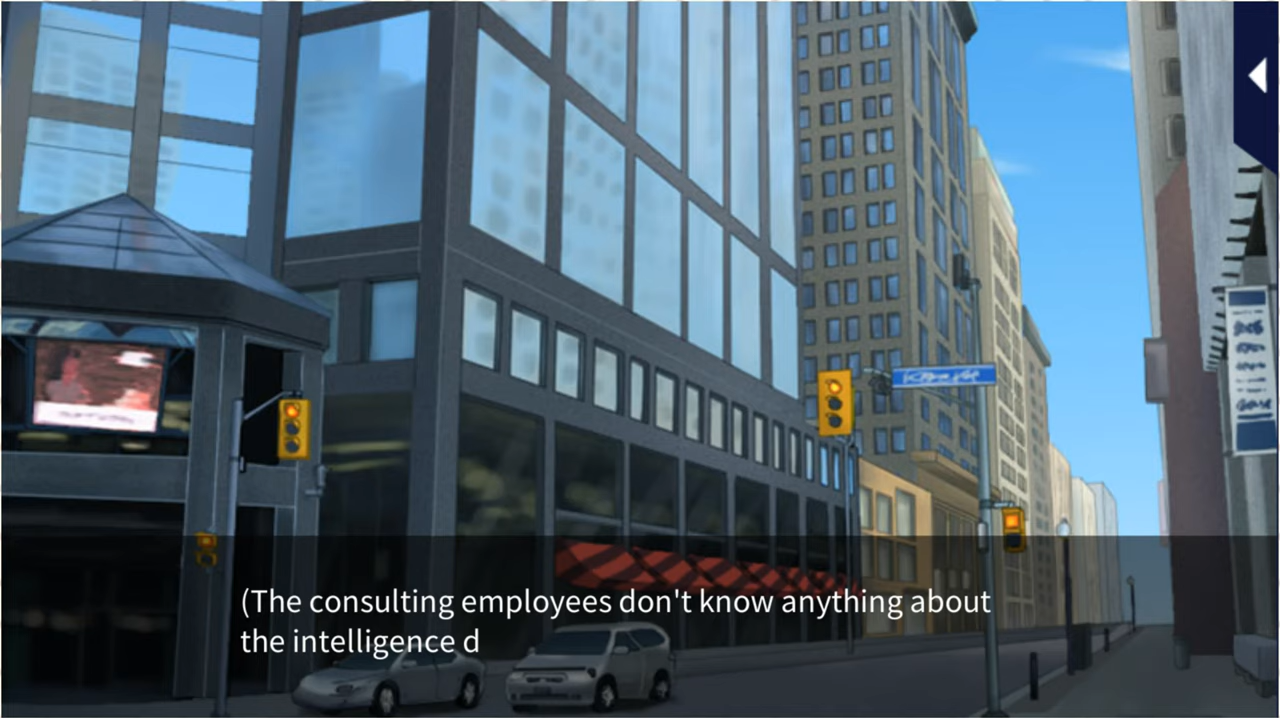 (The consulting employees don't know anything about
the intelligence d